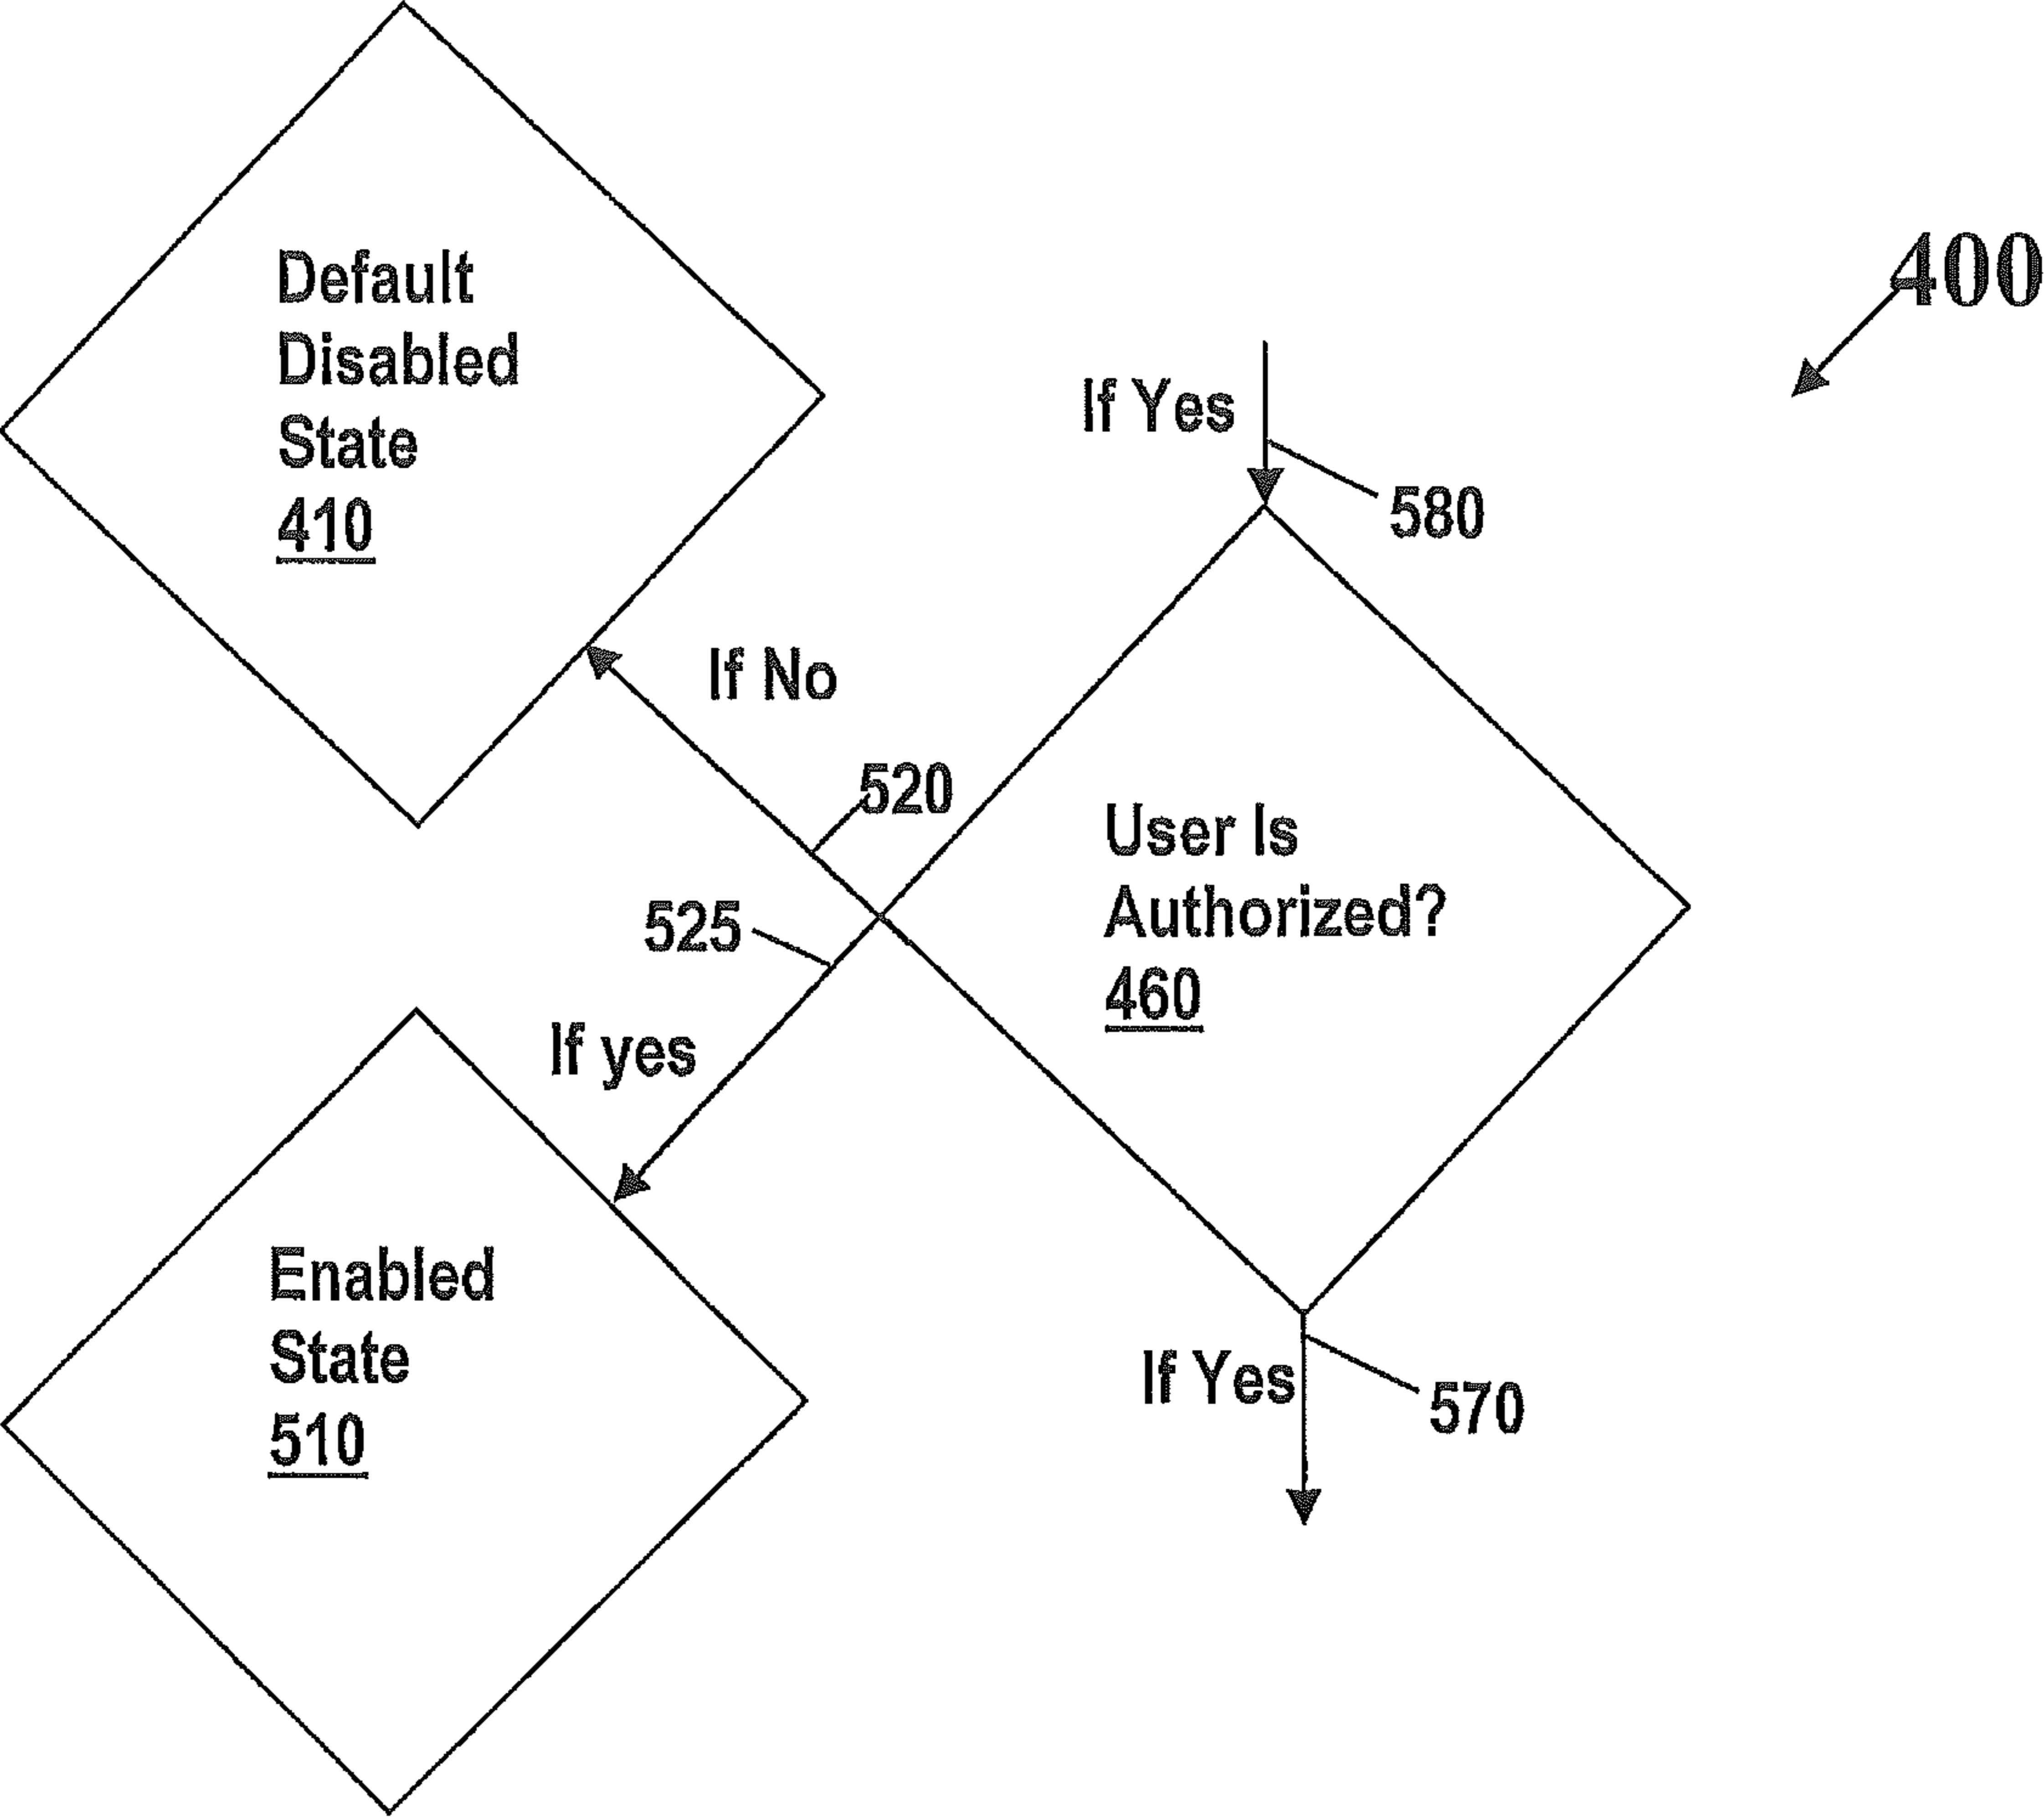 Default
Disabled
State
410
400
If Yes
580
If No
520
User Is
Authorized?
460
525
If yes
Enabled
State
510
If Yes
570